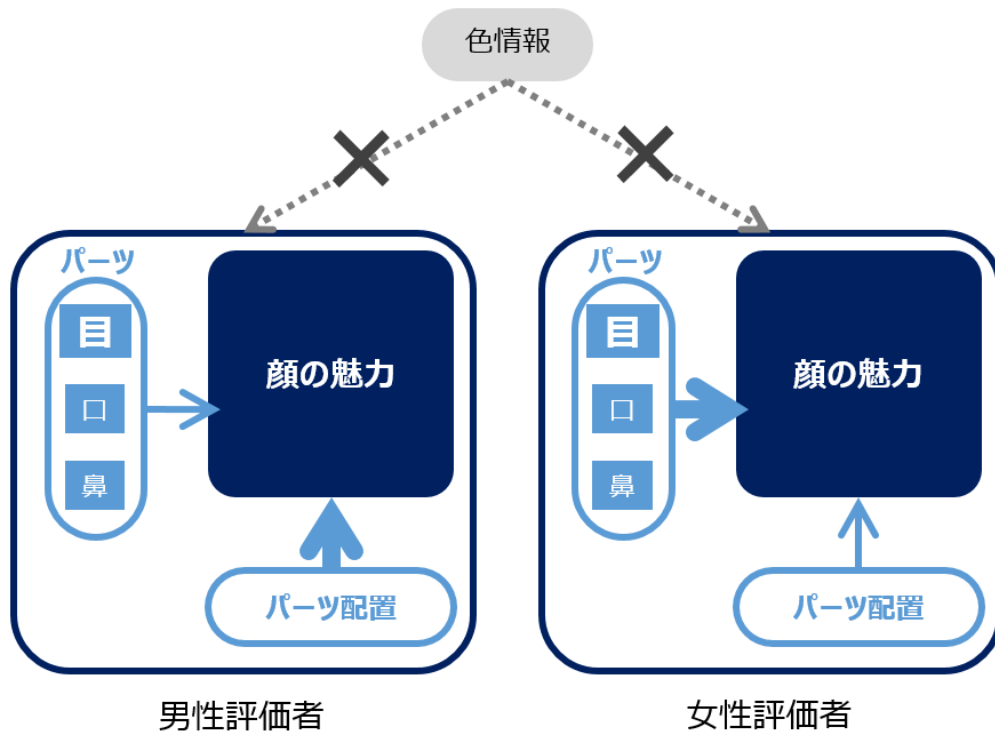 色情報
パーツ
目
口
鼻
顔の魅力
パーツ配置
男性評価者
パーツ
目
口
鼻
顔の魅力
パーツ配置
女性評価者